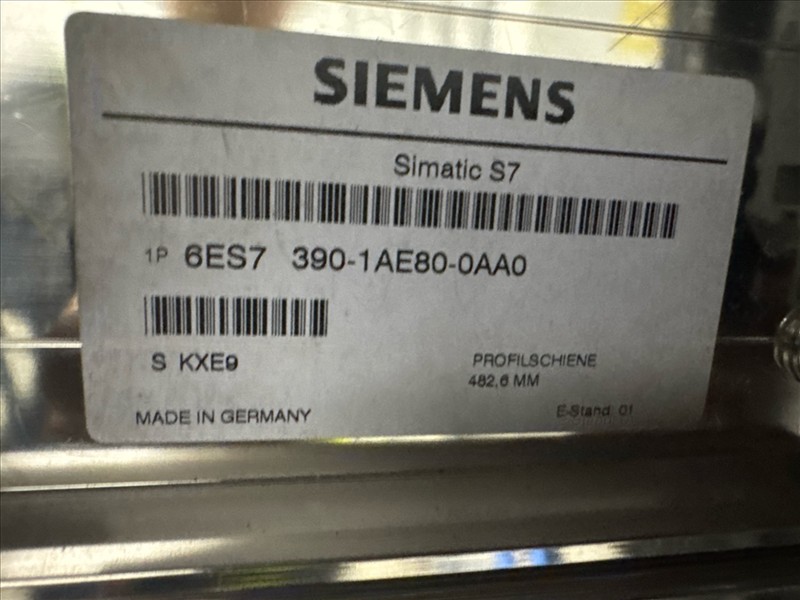 SIEMENS
Simatic S7
1P 6ES7 390-1AE80-0AA0
S KXE9
PROFILSCHIENE
482,6 MM
MADE IN GERMANY
E-Stand 01